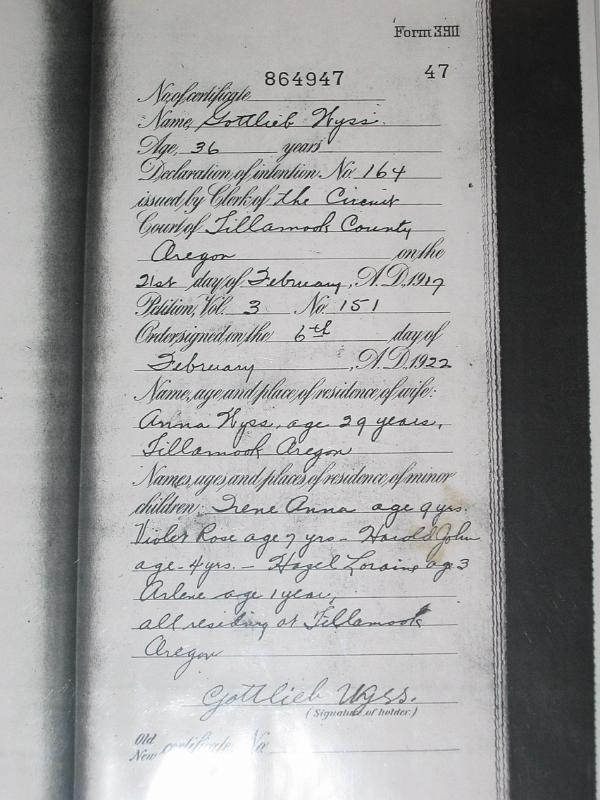 Form 3911
864947 47
No. of certificate
Name, Gottlieb Wyss.
Age, 36 years
Declaration of intention No 164
issued by Clerk of the Circuit
Court of Tillamook County
Oregon on the
21st day of February, A.D. 1917
Petition, Vol. 3 No 151
Order signed on the 6th day of
February, A.D. 1922
Name, age, and place of residence of wife:
Anna Wyss, age 29 years,
Tillamook Oregon
Names, ages, and places of residence of minor
children: Irene Anna age 9 yrs.
Violet Rose age 7 yrs - Harold John
age - 4 yrs. - Hazel Loraine age 3
Arlene age 1 year,
all residing at Tillamook
Oregon
Gottlieb Wyss.
(Signature of holder.)
Old
New certificate No